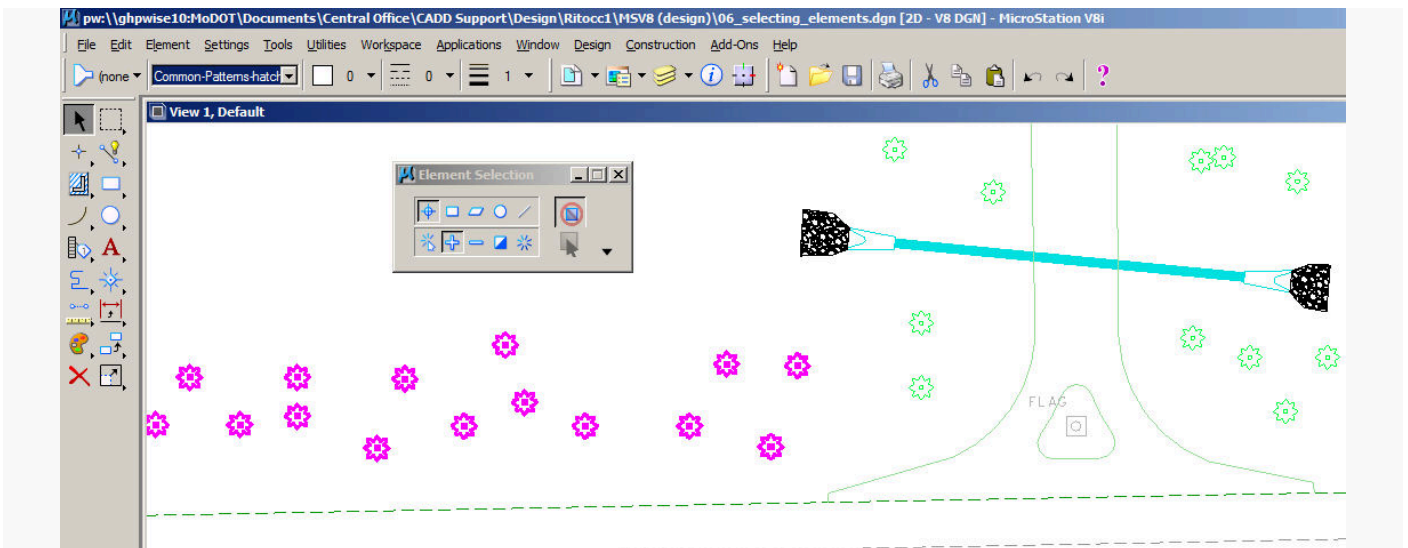 pw:\\ghpwise10:MoDOT\Documents\Central Office\CADD Support\Design\Ritocc1\MSV8 (design)\06_selecting_elements.dgn [2D - V8 DGN] - MicroStation V8i
File Edit Element Settings Tools Utilities Workspace Applications Window Design Construction Add-Ons Help
(none Common-Patterns-hatch 0 0 1
View 1, Default
Element Selection
FLAG